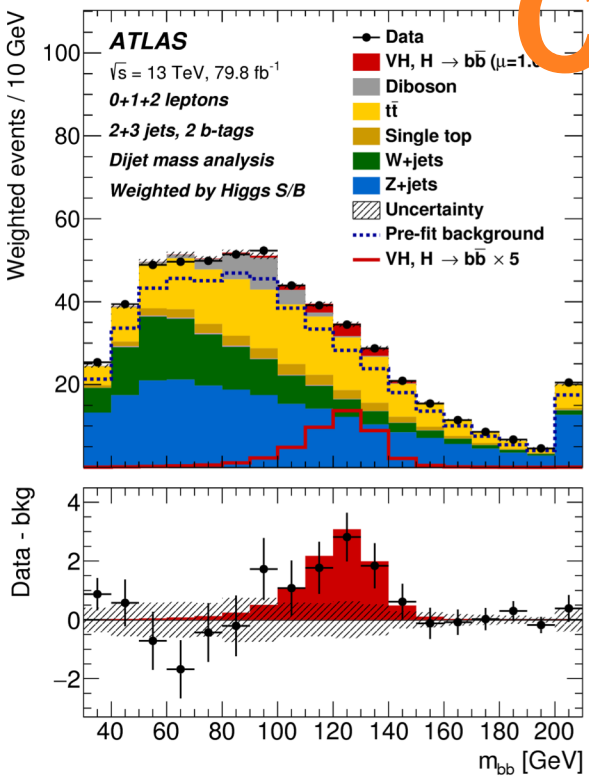 Weighted events / 10 GeV
100
80
60
40
20
ATLAS
√s = 13 TeV, 79.8 fb⁻¹
0+1+2 leptons
2+3 jets, 2 b-tags
Dijet mass analysis
Weighted by Higgs S/B
Data
VH, H → bb̄ (μ=1.
Diboson
tt̄
Single top
W+jets
Z+jets
Uncertainty
Pre-fit background
VH, H → bb̄ × 5
Data - bkg
4
2
0
−2
40 60 80 100 120 140 160 180 200
m_bb [GeV]